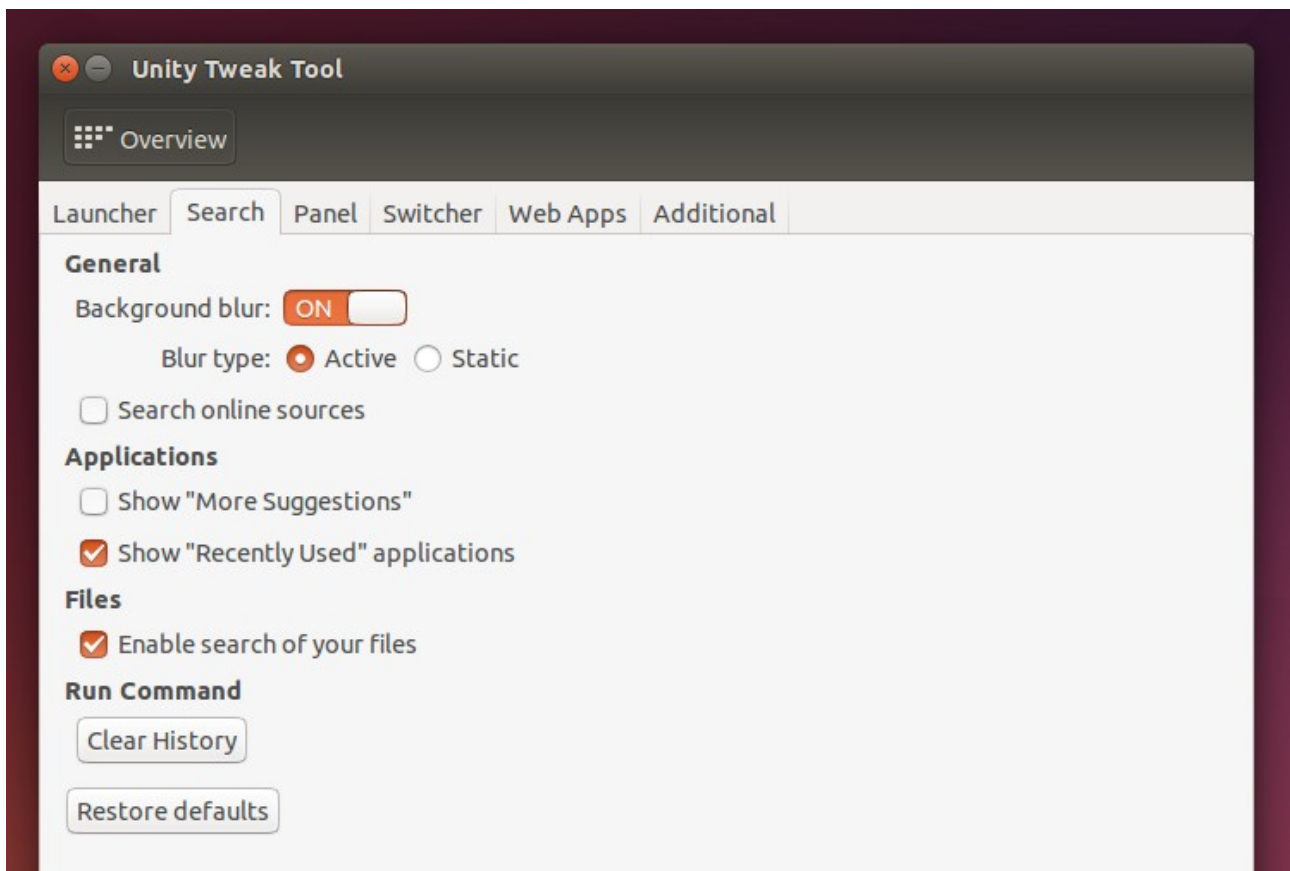 Unity Tweak Tool
Overview
Launcher Search Panel Switcher Web Apps Additional
General
Background blur: ON
Blur type: Active Static
Search online sources
Applications
Show "More Suggestions"
Show "Recently Used" applications
Files
Enable search of your files
Run Command
Clear History
Restore defaults